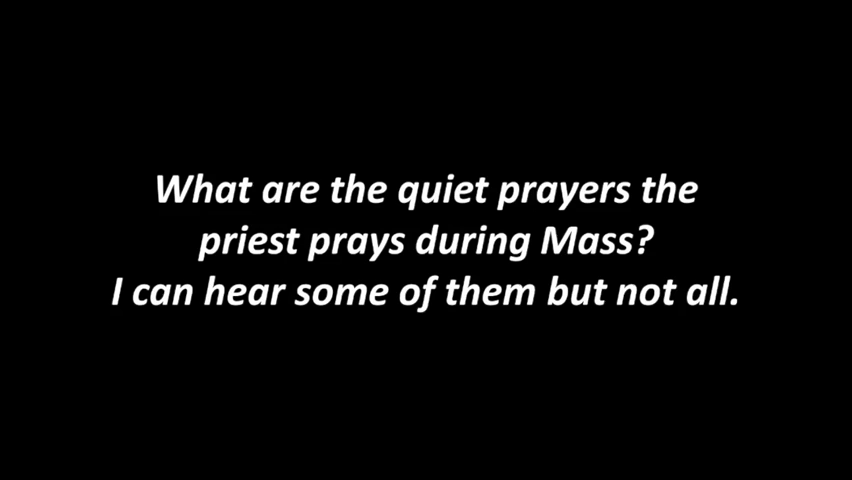 What are the quiet prayers the
priest prays during Mass?
I can hear some of them but not all.